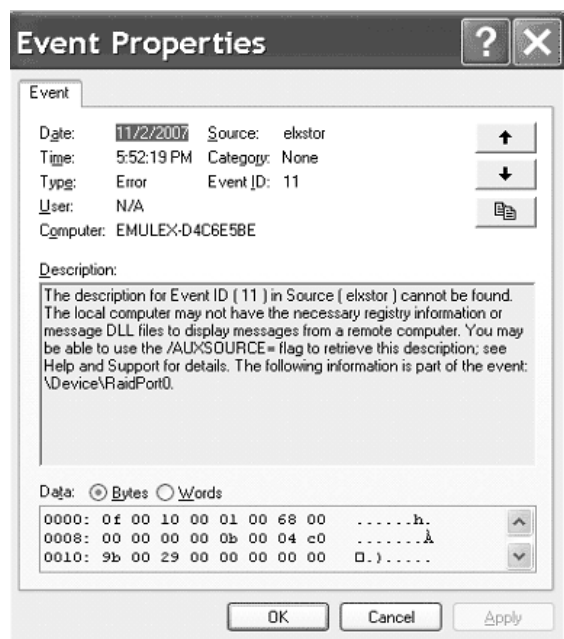 Event Properties
Event
Date: 11/2/2007 Source: elxstor
Time: 5:52:19 PM Category: None
Type: Error Event ID: 11
User: N/A
Computer: EMULEX-D4C6E5BE
Description:
The description for Event ID ( 11 ) in Source ( elxstor ) cannot be found.
The local computer may not have the necessary registry information or
message DLL files to display messages from a remote computer. You may
be able to use the /AUXSOURCE= flag to retrieve this description; see
Help and Support for details. The following information is part of the event:
\Device\RaidPort0.
Data: Bytes Words
0000: 0f 00 10 00 01 00 68 00 ......h.
0008: 00 00 00 00 0b 00 04 c0 .......À
0010: 9b 00 29 00 00 00 00 00 □.).....
OK Cancel Apply